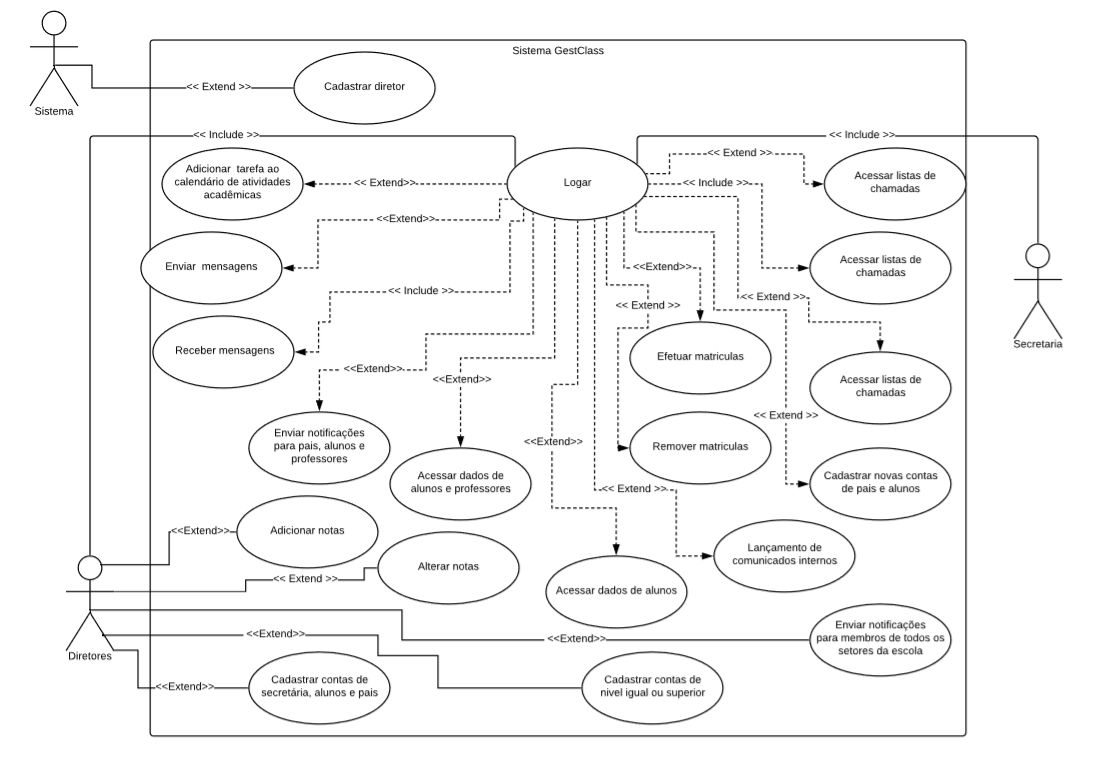 Sistema GestClass
Cadastrar diretor
<< Extend >>
Sistema
<< Include >>
<< Include >>
Logar
Adicionar tarefa ao
calendário de atividades
acadêmicas
<< Extend>>
<< Extend >>
Acessar listas de
chamadas
<< Include >>
<<Extend>>
Enviar mensagens
<<Extend>>
Acessar listas de
chamadas
<< Include >>
<< Extend >>
<< Extend >>
Secretaria
Receber mensagens
Efetuar matriculas
<<Extend>>
<<Extend>>
Acessar listas de
chamadas
<< Extend >>
Enviar notificações
para pais, alunos e
professores
<<Extend>>
Remover matriculas
Acessar dados de
alunos e professores
Cadastrar novas contas
de pais e alunos
<< Extend >>
<<Extend>>
Adicionar notas
Lançamento de
comunicados internos
Alterar notas
<< Extend >>
Acessar dados de alunos
Enviar notificações
para membros de todos os
setores da escola
<<Extend>>
<<Extend>>
Diretores
<<Extend>>
Cadastrar contas de
secretária, alunos e pais
Cadastrar contas de
nivel igual ou superior